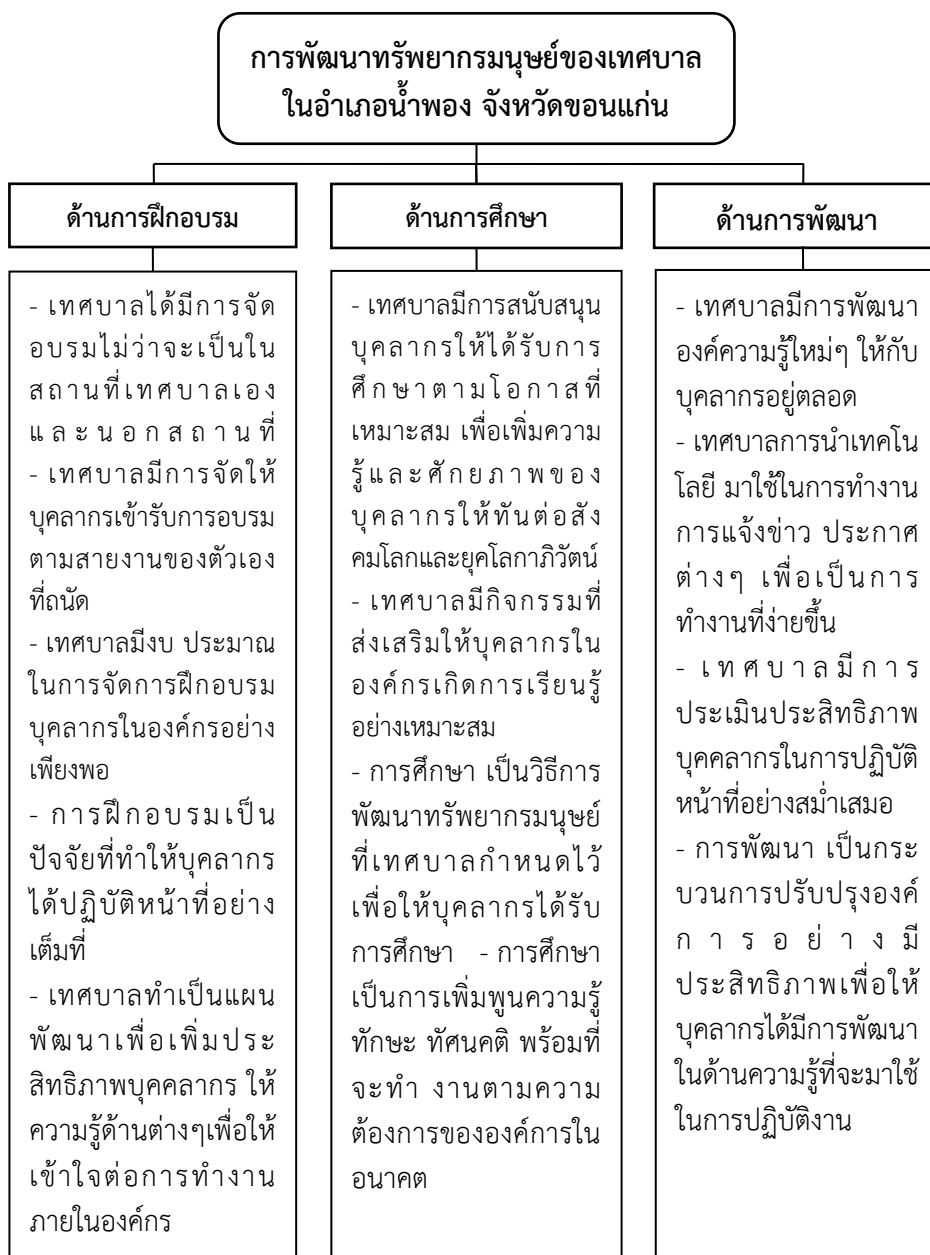 การพัฒนาทรัพยากรมนุษย์ของเทศบาล
ในอำเภอน้ำพอง จังหวัดขอนแก่น
ด้านการฝึกอบรม
- เทศบาลได้มีการจัด
อบรมไม่ว่าจะเป็นใน
สถานที่เทศบาลเอง
และนอกสถานที่
- เทศบาลมีการจัดให้
บุคลากรเข้ารับการอบรม
ตามสายงานของตัวเอง
ที่ถนัด
- เทศบาลมีงบ ประมาณ
ในการจัดการฝึกอบรม
บุคลากรในองค์กรอย่าง
เพียงพอ
- การฝึกอบรมเป็น
ปัจจัยที่ทำให้บุคลากร
ได้ปฏิบัติหน้าที่อย่าง
เต็มที่
- เทศบาลทำเป็นแผน
พัฒนาเพื่อเพิ่มประ
สิทธิภาพบุคคลากร ให้
ความรู้ด้านต่างๆเพื่อให้
เข้าใจต่อการทำงาน
ภายในองค์กร
ด้านการศึกษา
- เทศบาลมีการสนับสนุน
บุคลากรให้ได้รับการ
ศึกษาตามโอกาสที่
เหมาะสม เพื่อเพิ่มความ
รู้และศักยภาพของ
บุคลากรให้ทันต่อสัง
คมโลกและยุคโลกาภิวัตน์
- เทศบาลมีกิจกรรมที่
ส่งเสริมให้บุคลากรใน
องค์กรเกิดการเรียนรู้
อย่างเหมาะสม
- การศึกษา เป็นวิธีการ
พัฒนาทรัพยากรมนุษย์
ที่เทศบาลกำหนดไว้
เพื่อให้บุคลากรได้รับ
การศึกษา - การศึกษา
เป็นการเพิ่มพูนความรู้
ทักษะ ทัศนคติ พร้อมที่
จะทำ งานตามความ
ต้องการขององค์การใน
อนาคต
ด้านการพัฒนา
- เทศบาลมีการพัฒนา
องค์ความรู้ใหม่ๆ ให้กับ
บุคลากรอยู่ตลอด
- เทศบาลการนำเทคโน
โลยี มาใช้ในการทำงาน
การแจ้งข่าว ประกาศ
ต่างๆ เพื่อเป็นการ
ทำงานที่ง่ายขึ้น
- เทศบาลมีการ
ประเมินประสิทธิภาพ
บุคคลากรในการปฏิบัติ
หน้าที่อย่างสม่ำเสมอ
- การพัฒนา เป็นกระ
บวนการปรับปรุงองค์
การอย่างมี
ประสิทธิภาพเพื่อให้
บุคลากรได้มีการพัฒนา
ในด้านความรู้ที่จะมาใช้
ในการปฏิบัติงาน